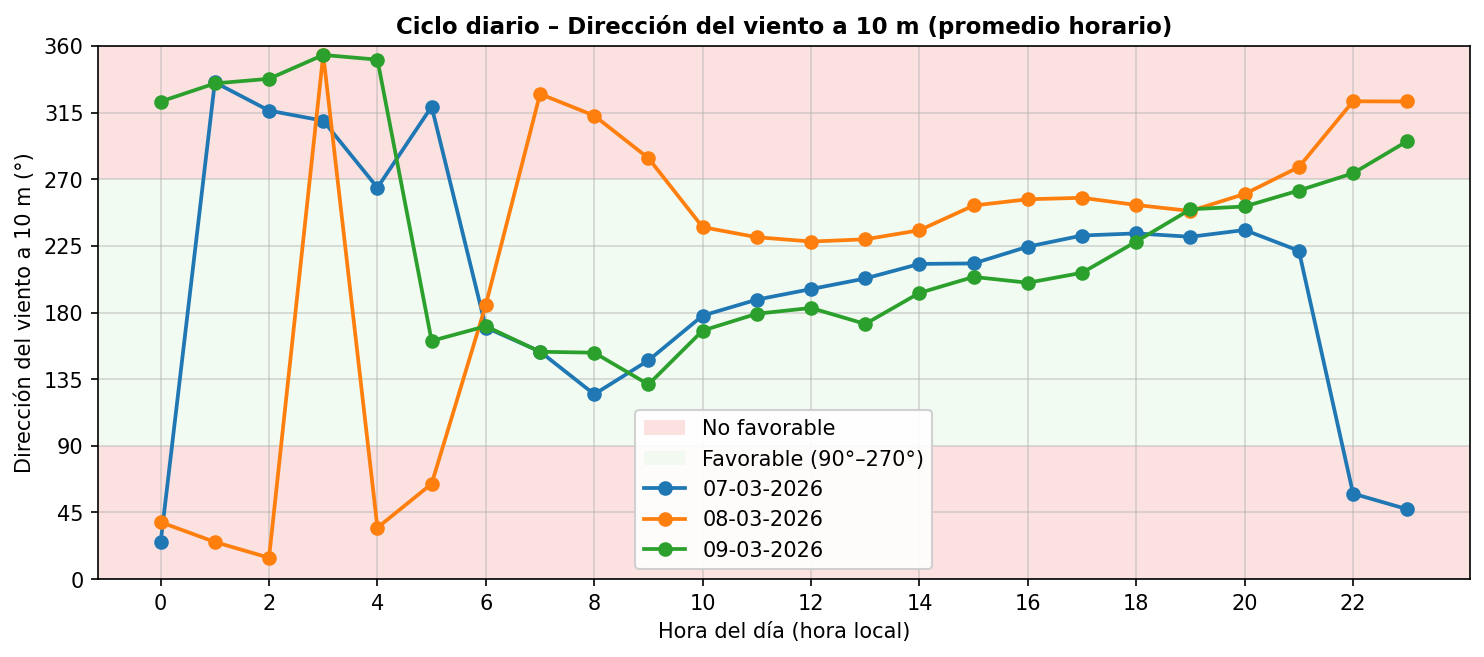 Ciclo diario – Dirección del viento a 10 m (promedio horario)
Dirección del viento a 10 m (°)
360
315
270
225
180
135
90
45
0
No favorable
Favorable (90°–270°)
07-03-2026
08-03-2026
09-03-2026
0 2 4 6 8 10 12 14 16 18 20 22
Hora del día (hora local)